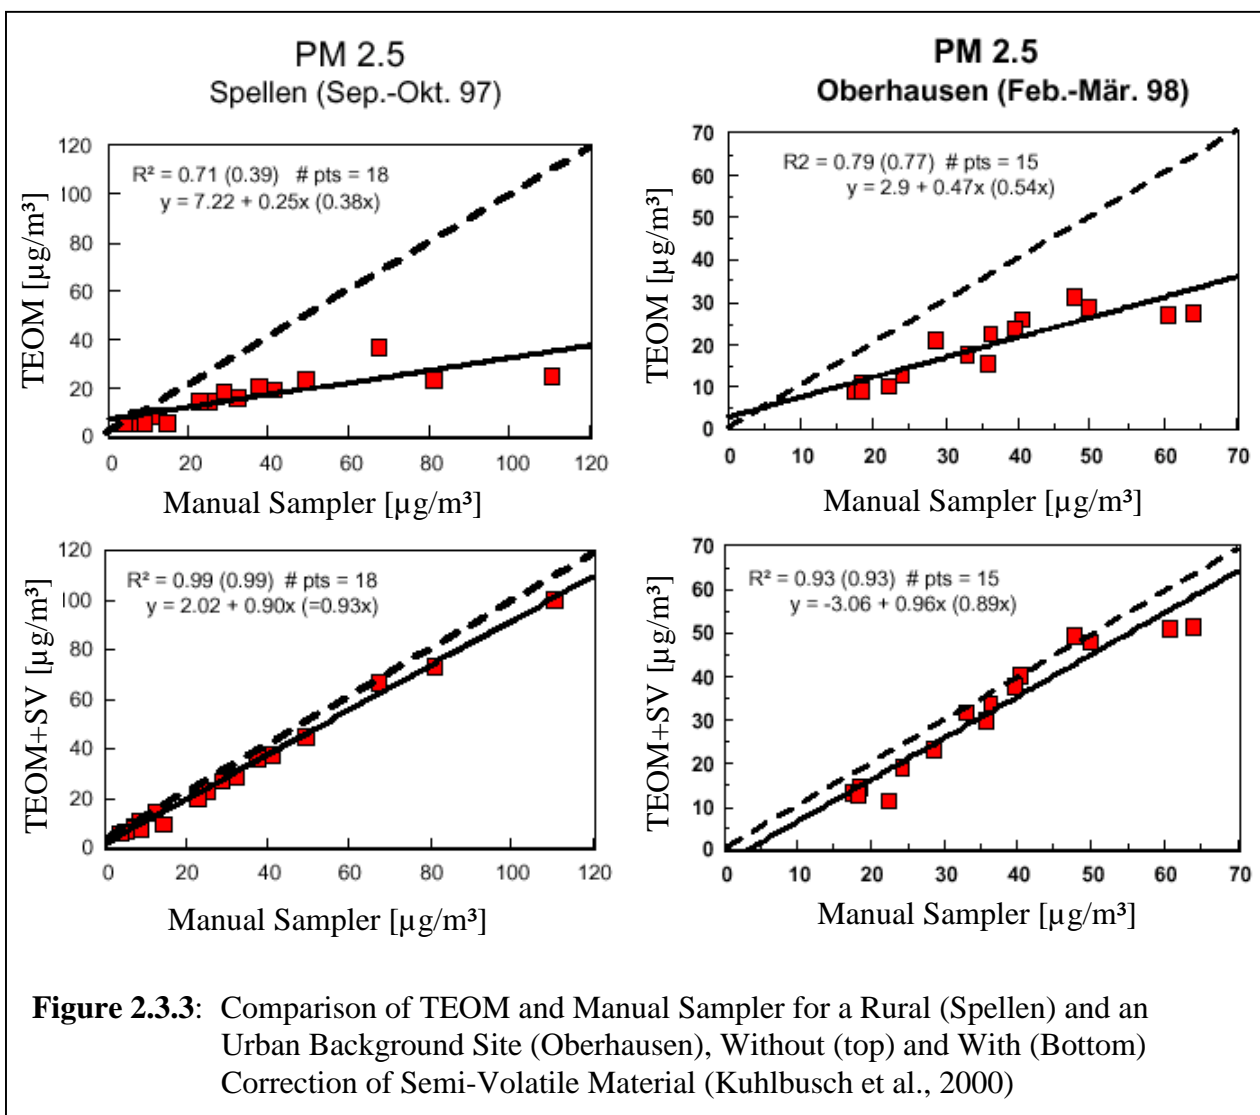 PM 2.5
Spellen (Sep.-Okt. 97)
120
100
80
60
40
20
0
TEOM [µg/m³]
R² = 0.71 (0.39) # pts = 18
y = 7.22 + 0.25x (0.38x)
0 20 40 60 80 100 120
Manual Sampler [µg/m³]
PM 2.5
Oberhausen (Feb.-Mär. 98)
70
60
50
40
30
20
10
0
TEOM [µg/m³]
R2 = 0.79 (0.77) # pts = 15
y = 2.9 + 0.47x (0.54x)
0 10 20 30 40 50 60 70
Manual Sampler [µg/m³]
120
100
80
60
40
20
0
TEOM+SV [µg/m³]
R² = 0.99 (0.99) # pts = 18
y = 2.02 + 0.90x (=0.93x)
0 20 40 60 80 100 120
Manual Sampler [µg/m³]
70
60
50
40
30
20
10
0
TEOM+SV [µg/m³]
R² = 0.93 (0.93) # pts = 15
y = -3.06 + 0.96x (0.89x)
0 10 20 30 40 50 60 70
Manual Sampler [µg/m³]
Figure 2.3.3: Comparison of TEOM and Manual Sampler for a Rural (Spellen) and an
Urban Background Site (Oberhausen), Without (top) and With (Bottom)
Correction of Semi-Volatile Material (Kuhlbusch et al., 2000)